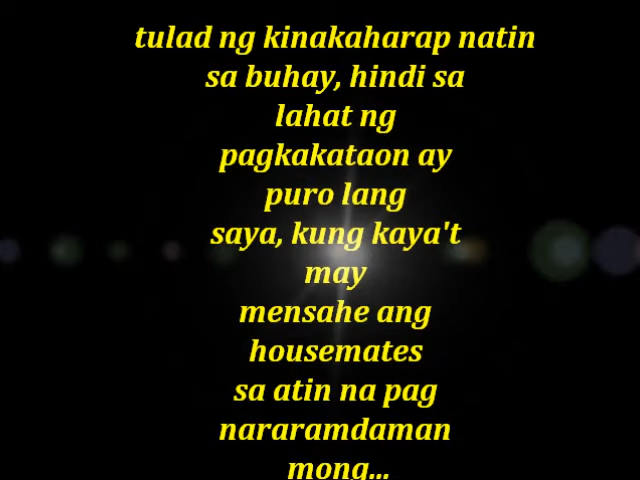 tulad ng kinakaharap natin
sa buhay, hindi sa
lahat ng
pagkakataon ay
puro lang
saya, kung kaya't
may
mensahe ang
housemates
sa atin na pag
nararamdaman
mong...